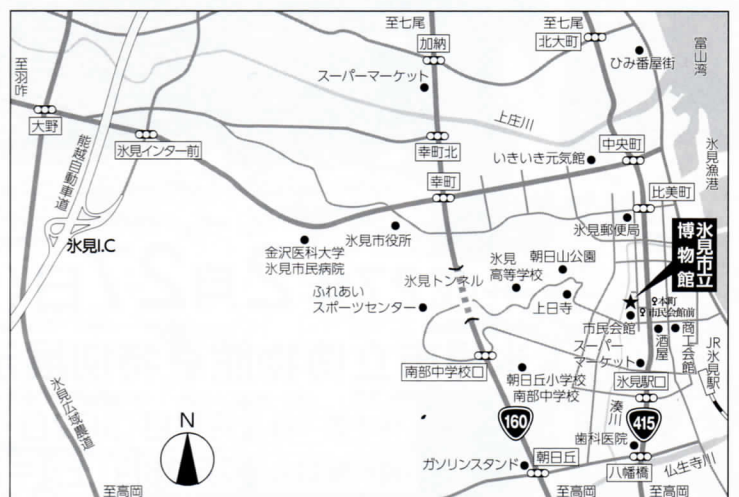 至七尾
至七尾
加納
北大町
ひみ番屋街
富山湾
至羽咋
スーパーマーケット
大野
上庄川
氷見インター前
幸町北
いきいき元気館
中央町
氷見漁港
能越自動車道
幸町
比美町
氷見I.C
氷見市役所
金沢医科大学
氷見市民病院
氷見郵便局
氷見市立
博物館
氷見トンネル
氷見
高等学校
朝日山公園
ふれあい
スポーツセンター
上日寺
本町
市民会館前
市民会館
スーパー
マーケット
酒屋
商工会館
JR氷見駅
南部中学校口
朝日丘小学校
南部中学校
氷見駅口
氷見広域農道
N
160
湊川
415
歯科医院
ガソリンスタンド
朝日丘
八幡橋
仏生寺川
至高岡
至高岡
至高岡